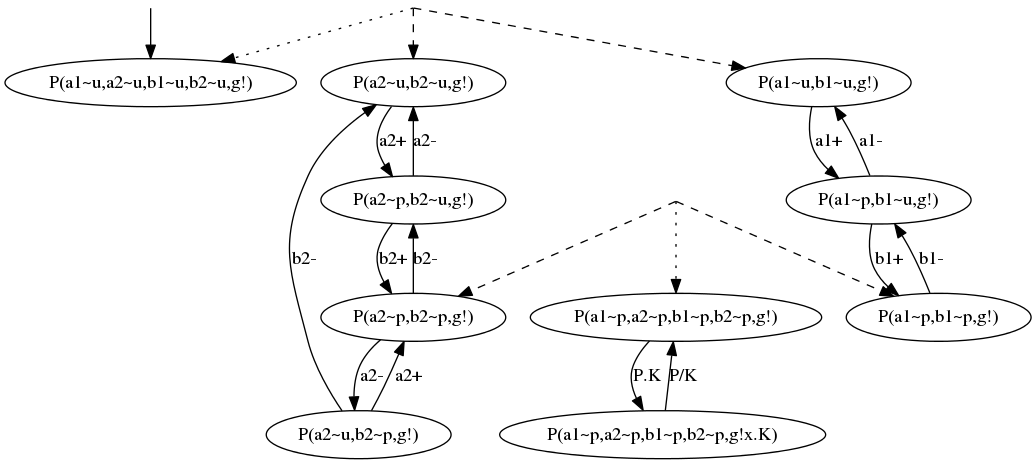 P(a1~u,a2~u,b1~u,b2~u,g!)
P(a2~u,b2~u,g!)
P(a1~u,b1~u,g!)
a2+
a2-
a1+
a1-
P(a2~p,b2~u,g!)
P(a1~p,b1~u,g!)
b2-
b2+
b2-
b1+
b1-
P(a2~p,b2~p,g!)
P(a1~p,a2~p,b1~p,b2~p,g!)
P(a1~p,b1~p,g!)
a2-
a2+
P.K
P/K
P(a2~u,b2~p,g!)
P(a1~p,a2~p,b1~p,b2~p,g!x.K)